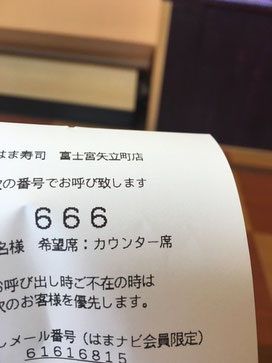 はま寿司 富士宮矢立町店
の番号でお呼び致します
666
名様 希望席：カウンター席
お呼び出し時ご不在の時は
次のお客様を優先します。
しメール番号（はまナビ会員限定）
61616815